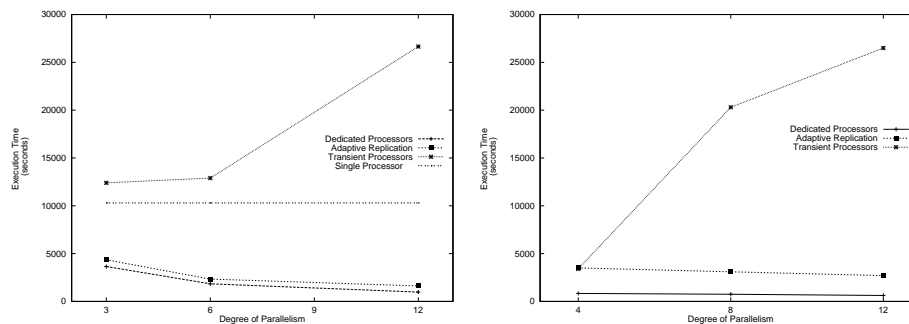 30000
25000
20000
15000
10000
5000
0
Execution Time
(seconds)
Dedicated Processors
Adaptive Replication
Transient Processors
Single Processor
3
6
9
12
Degree of Parallelism
30000
25000
20000
15000
10000
5000
0
Execution Time
(seconds)
Dedicated Processors
Adaptive Replication
Transient Processors
4
8
12
Degree of Parallelism